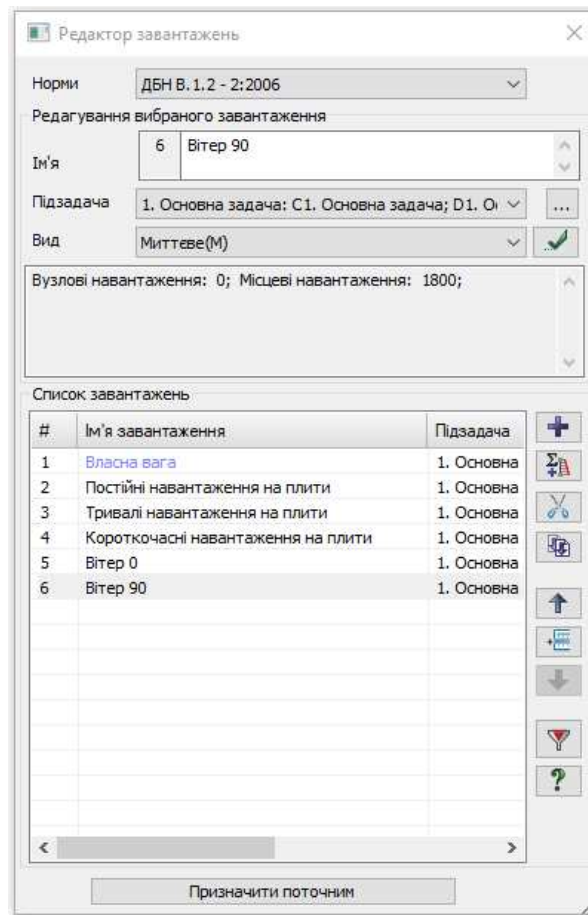 Редактор завантажень
Норми ДБН В.1.2 - 2:2006
Редагування вибраного завантаження
Ім'я 6 Вітер 90
Підзадача 1. Основна задача: C1. Основна задача; D1. О ...
Вид Миттєве(М)
Вузлові навантаження: 0; Місцеві навантаження: 1800;
Список завантажень
# Ім'я завантаження Підзадача
1 Власна вага 1. Основна
2 Постійні навантаження на плити 1. Основна
3 Тривалі навантаження на плити 1. Основна
4 Короткочасні навантаження на плити 1. Основна
5 Вітер 0 1. Основна
6 Вітер 90 1. Основна
Призначити поточним